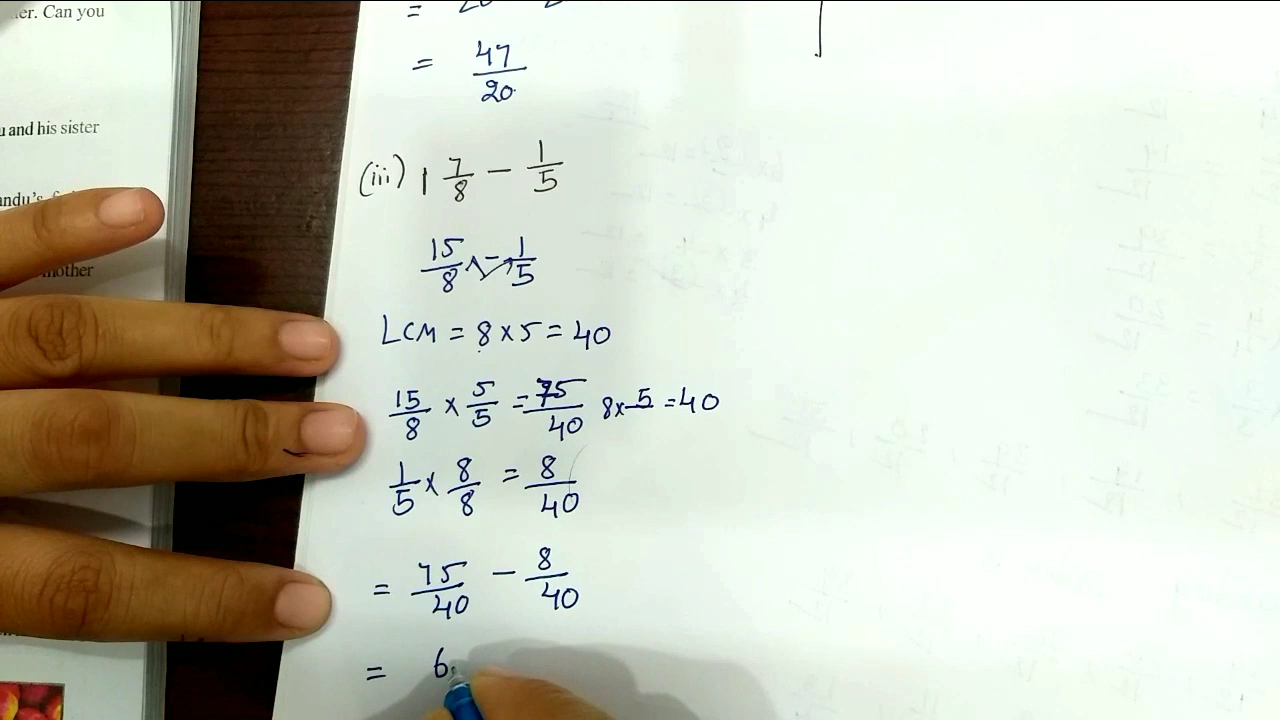 er. Can you
and his sister
mother
= 47/20
(iii) 1 7/8 - 1/5
15/8 - 1/5
LCM = 8 × 5 = 40
15/8 × 5/5 = 75/40 8 × 5 = 40
1/5 × 8/8 = 8/40
= 75/40 - 8/40
= 6